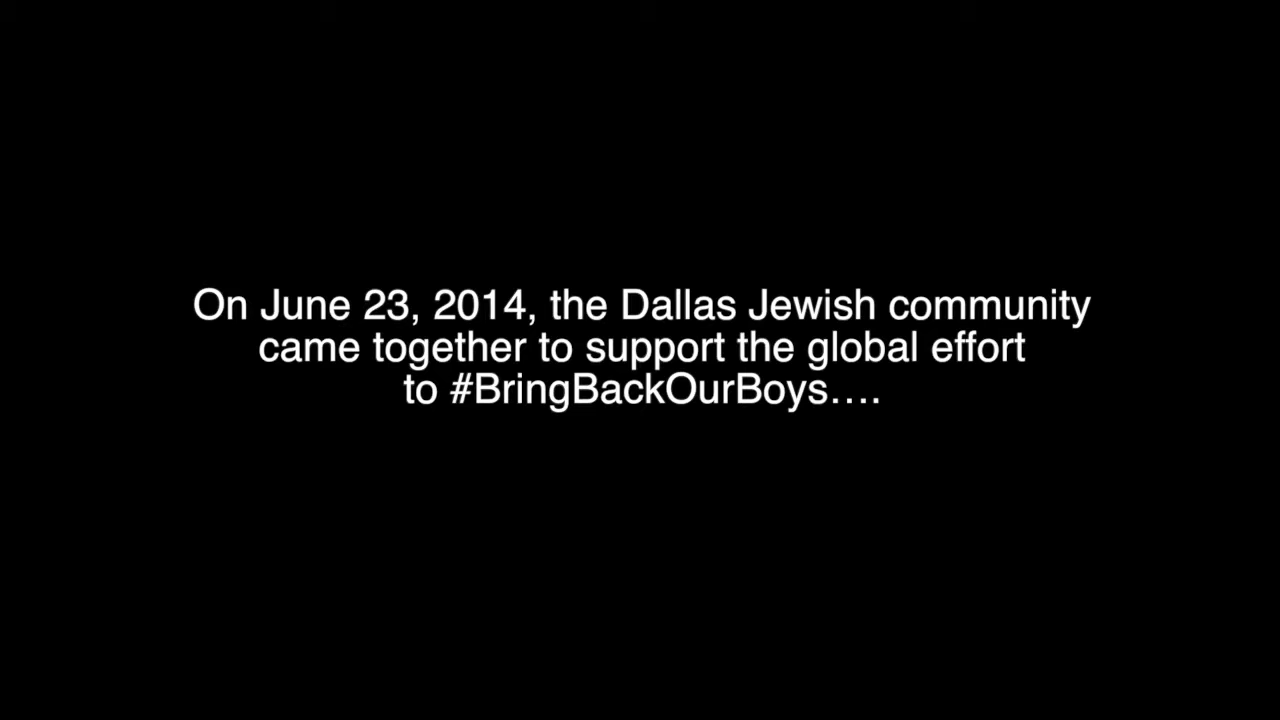 On June 23, 2014, the Dallas Jewish community
came together to support the global effort
to #BringBackOurBoys….